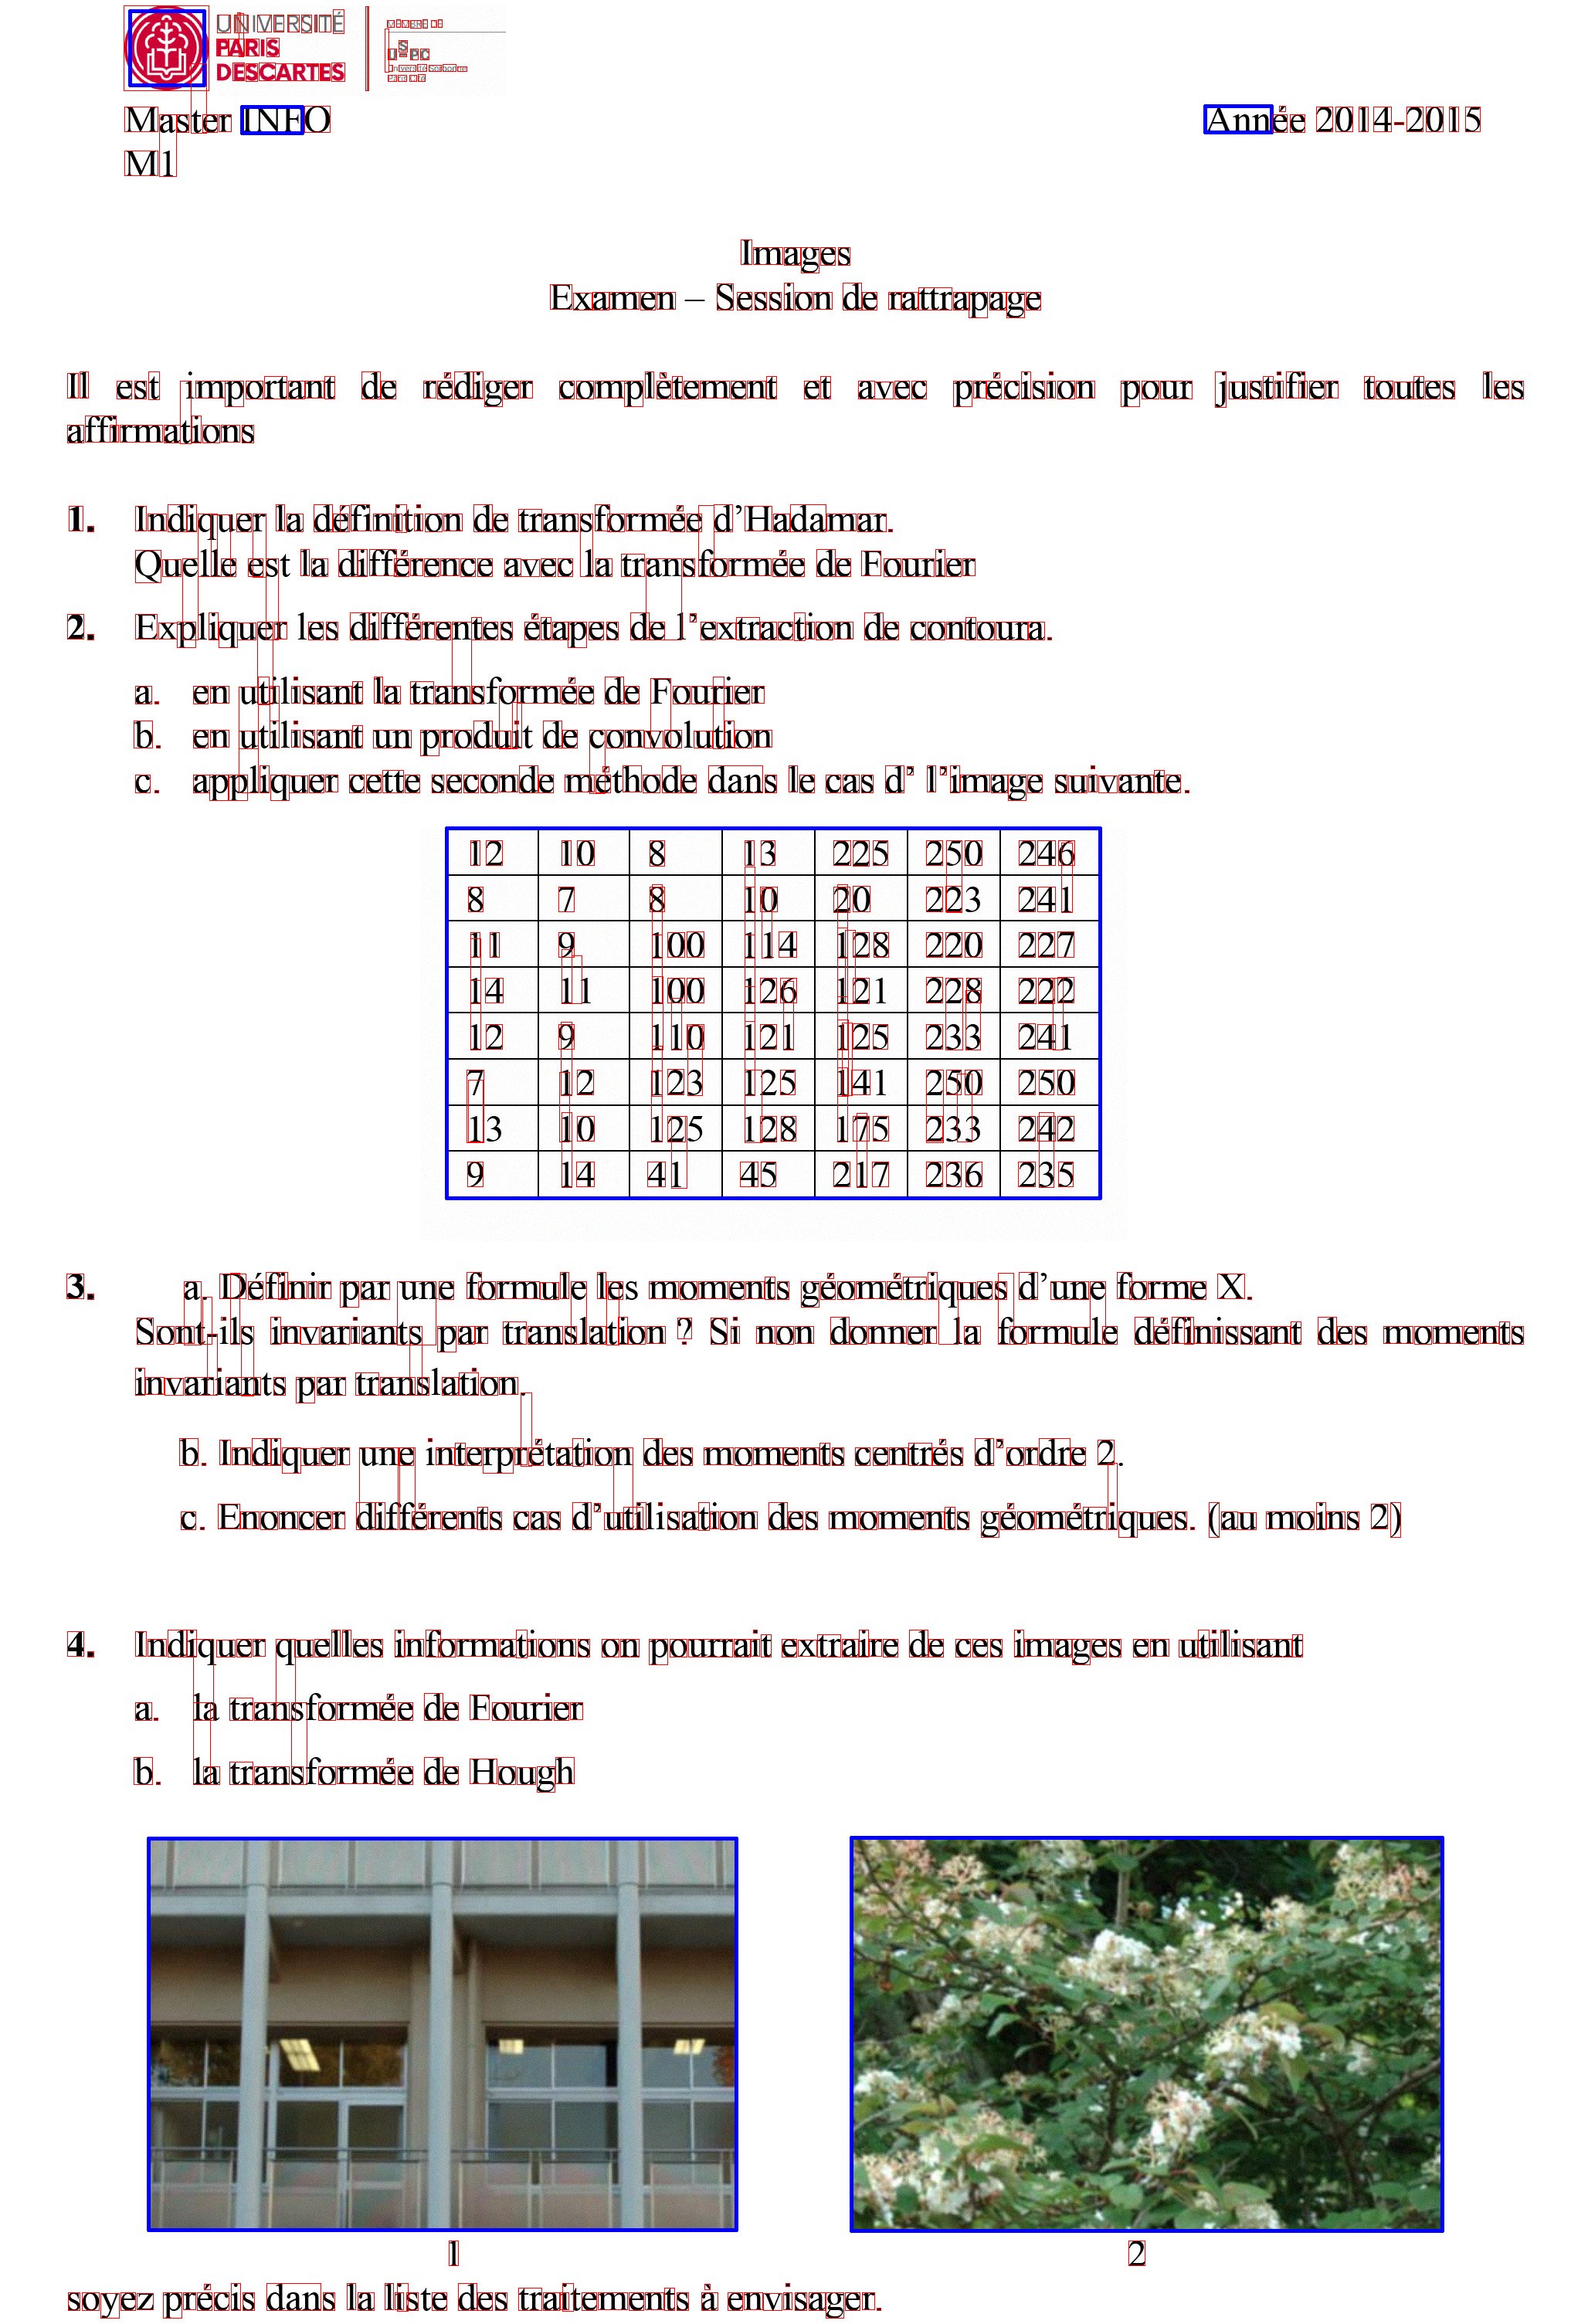 UNIVERSITÉ
PARIS
DESCARTES
MEMBRE DE
U S PC
Université Sorbonne
Paris Cité
Master INFO Année 2014-2015
M1
Images
Examen – Session de rattrapage
Il est important de rédiger complètement et avec précision pour justifier toutes les
affirmations
1. Indiquer la définition de transformée d’Hadamar.
Quelle est la différence avec la transformée de Fourier
2. Expliquer les différentes étapes de l’extraction de contoura.
a. en utilisant la transformée de Fourier
b. en utilisant un produit de convolution
c. appliquer cette seconde méthode dans le cas d’ l’image suivante.
12 10 8 13 225 250 246
8 7 8 10 20 223 241
11 9 100 114 128 220 227
14 11 100 126 121 228 222
12 9 110 121 125 233 241
7 12 123 125 141 250 250
13 10 125 128 175 233 242
9 14 41 45 217 236 235
3. a. Définir par une formule les moments géométriques d’une forme X.
Sont-ils invariants par translation ? Si non donner la formule définissant des moments
invariants par translation.
b. Indiquer une interprétation des moments centrés d’ordre 2.
c. Enoncer différents cas d’utilisation des moments géométriques. (au moins 2)
4. Indiquer quelles informations on pourrait extraire de ces images en utilisant
a. la transformée de Fourier
b. la transformée de Hough
1 2
soyez précis dans la liste des traitements à envisager.